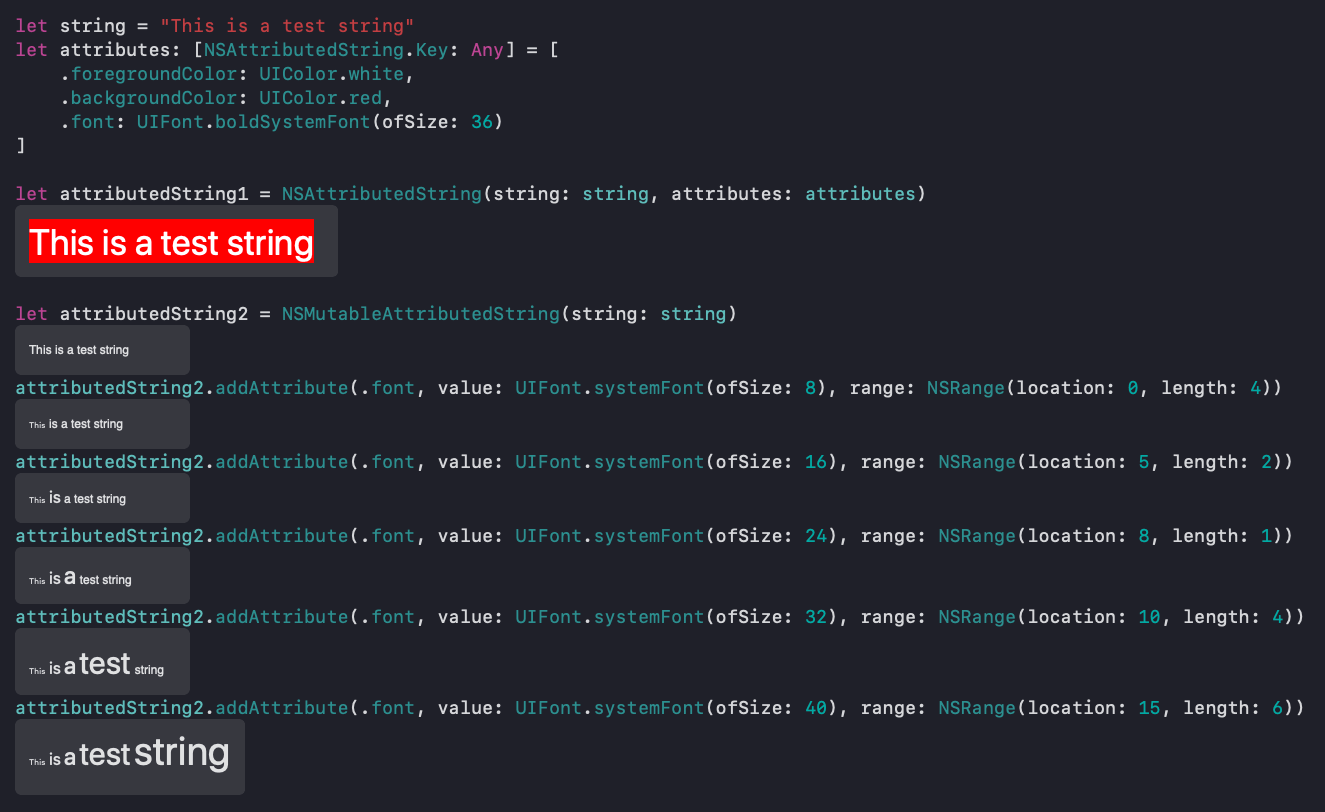 let string = "This is a test string"
let attributes: [NSAttributedString.Key: Any] = [
    .foregroundColor: UIColor.white,
    .backgroundColor: UIColor.red,
    .font: UIFont.boldSystemFont(ofSize: 36)
]
let attributedString1 = NSAttributedString(string: string, attributes: attributes)
This is a test string
let attributedString2 = NSMutableAttributedString(string: string)
This is a test string
attributedString2.addAttribute(.font, value: UIFont.systemFont(ofSize: 8), range: NSRange(location: 0, length: 4))
This is a test string
attributedString2.addAttribute(.font, value: UIFont.systemFont(ofSize: 16), range: NSRange(location: 5, length: 2))
This is a test string
attributedString2.addAttribute(.font, value: UIFont.systemFont(ofSize: 24), range: NSRange(location: 8, length: 1))
This is a test string
attributedString2.addAttribute(.font, value: UIFont.systemFont(ofSize: 32), range: NSRange(location: 10, length: 4))
This is a test string
attributedString2.addAttribute(.font, value: UIFont.systemFont(ofSize: 40), range: NSRange(location: 15, length: 6))
This is a test string